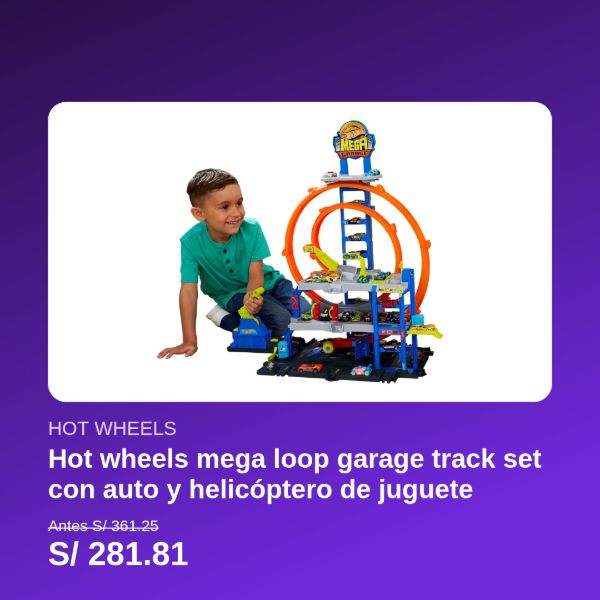 MEGA
HOT WHEELS
Hot wheels mega loop garage track set
con auto y helicóptero de juguete
Antes S/ 361.25
S/ 281.81